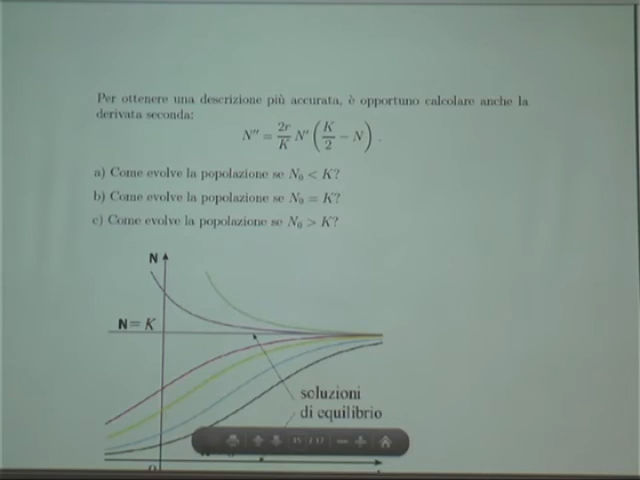 Per ottenere una descrizione più accurata, è opportuno calcolare anche la
derivata seconda:
N'' = 2r/K N' (K/2 − N) .
a) Come evolve la popolazione se N₀ < K?
b) Come evolve la popolazione se N₀ = K?
c) Come evolve la popolazione se N₀ > K?
N
N = K
soluzioni
di equilibrio
0